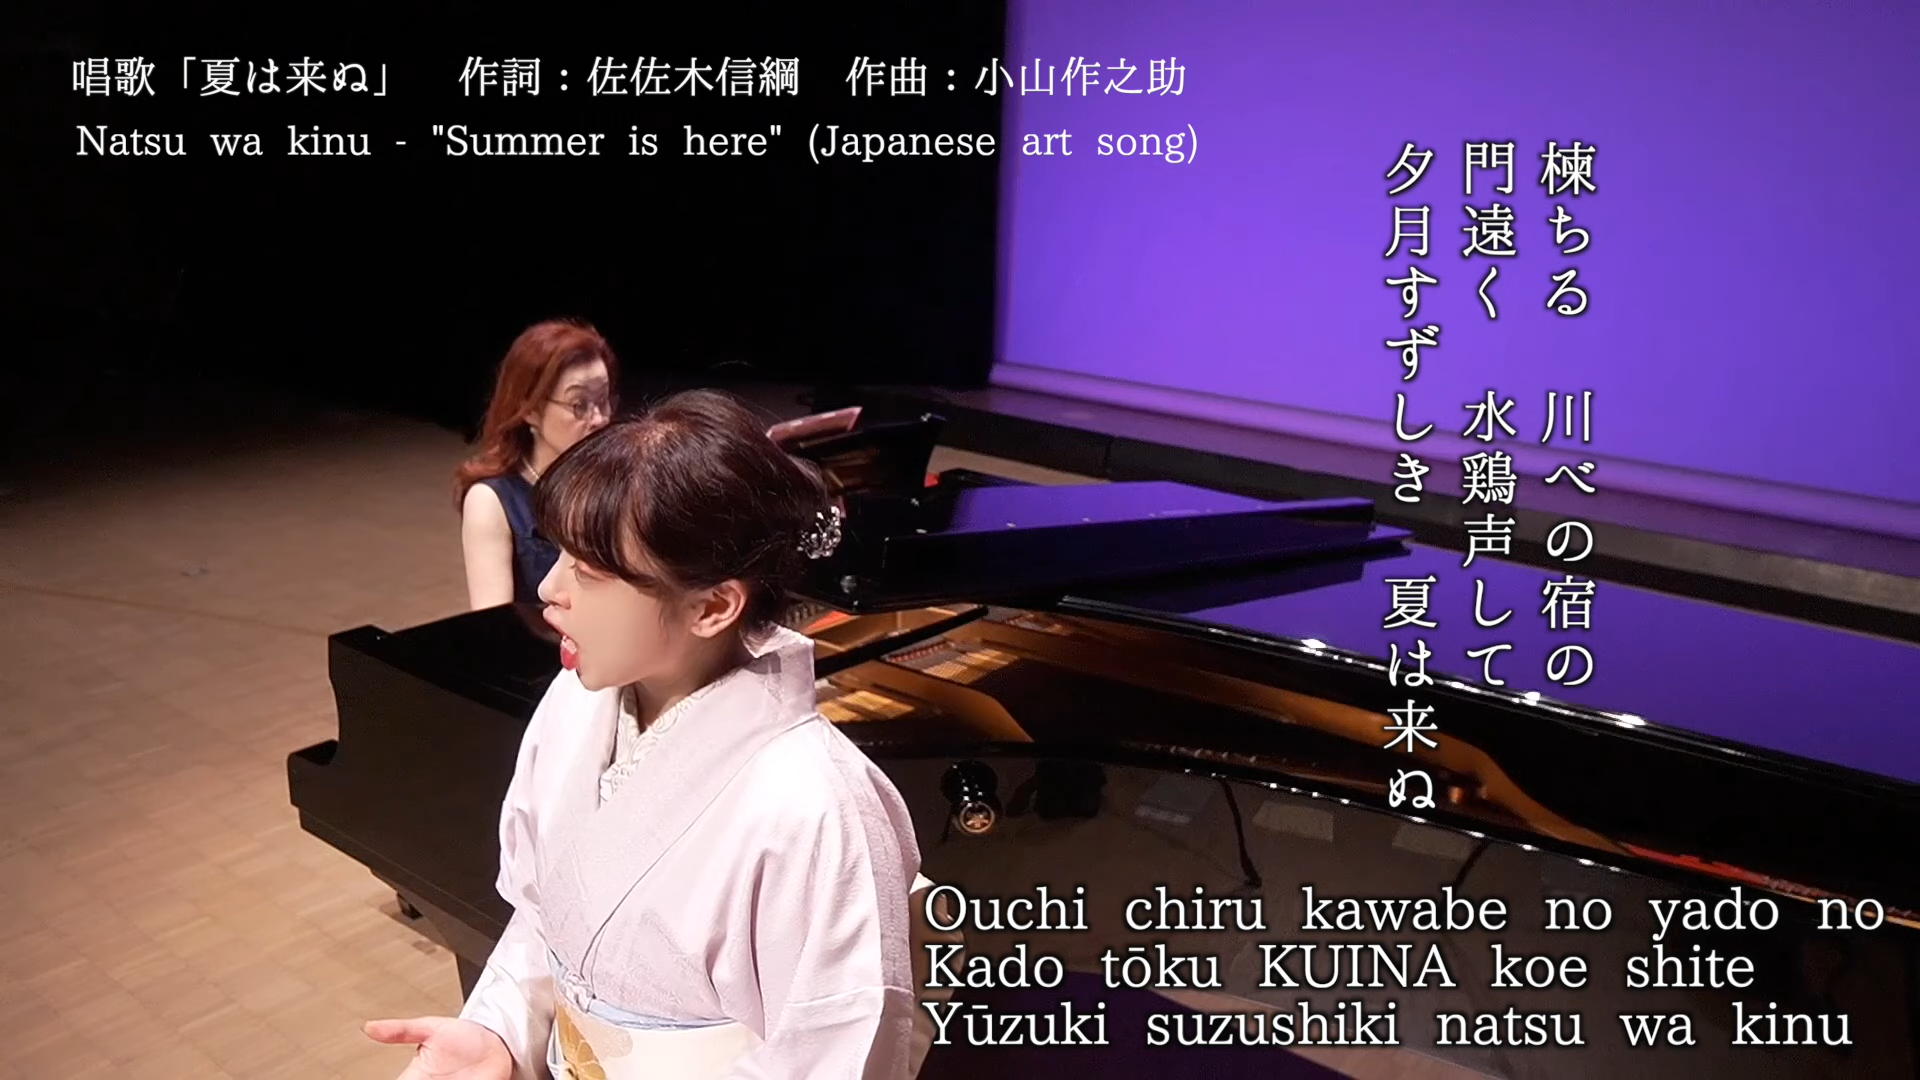 唱歌「夏は来ぬ」　作詞：佐佐木信綱　作曲：小山作之助
Natsu wa kinu - "Summer is here" (Japanese art song)
楝ちる　川べの宿の
門遠く　水鶏声して
夕月すずしき　夏は来ぬ
Ouchi chiru kawabe no yado no
Kado tōku KUINA koe shite
Yūzuki suzushiki natsu wa kinu